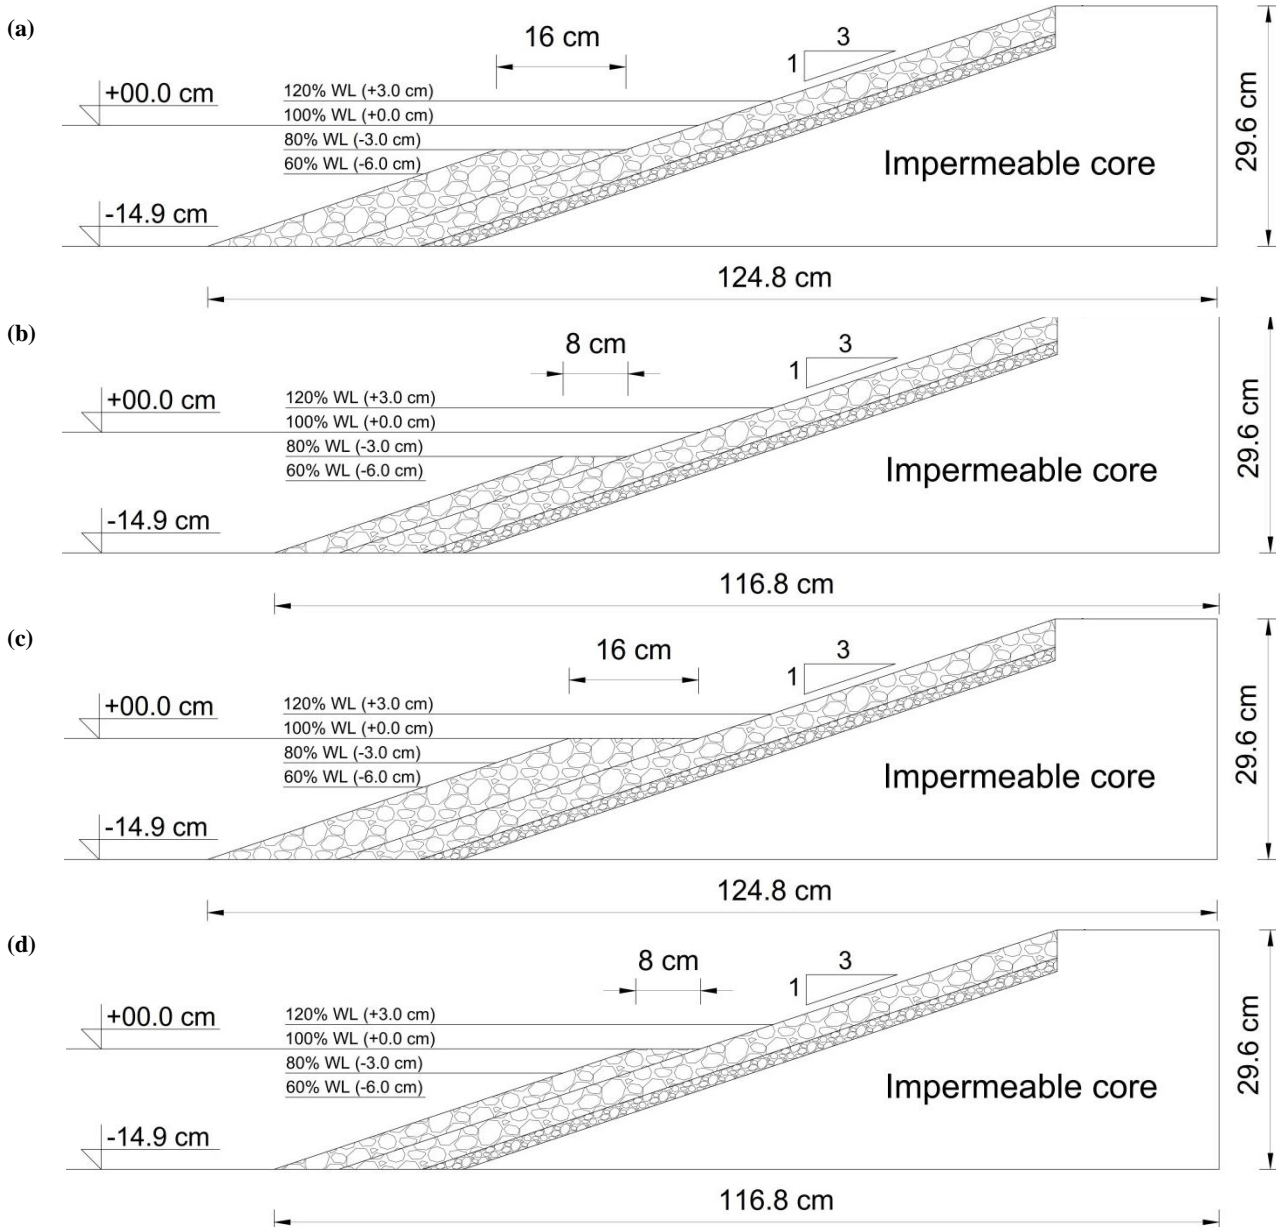 (a)
16 cm
3
1
+00.0 cm
120% WL (+3.0 cm)
100% WL (+0.0 cm)
80% WL (-3.0 cm)
60% WL (-6.0 cm)
Impermeable core
29.6 cm
-14.9 cm
124.8 cm
(b)
8 cm
3
1
+00.0 cm
120% WL (+3.0 cm)
100% WL (+0.0 cm)
80% WL (-3.0 cm)
60% WL (-6.0 cm)
Impermeable core
29.6 cm
-14.9 cm
116.8 cm
(c)
16 cm
3
1
+00.0 cm
120% WL (+3.0 cm)
100% WL (+0.0 cm)
80% WL (-3.0 cm)
60% WL (-6.0 cm)
Impermeable core
29.6 cm
-14.9 cm
124.8 cm
(d)
8 cm
3
1
+00.0 cm
120% WL (+3.0 cm)
100% WL (+0.0 cm)
80% WL (-3.0 cm)
60% WL (-6.0 cm)
Impermeable core
29.6 cm
-14.9 cm
116.8 cm